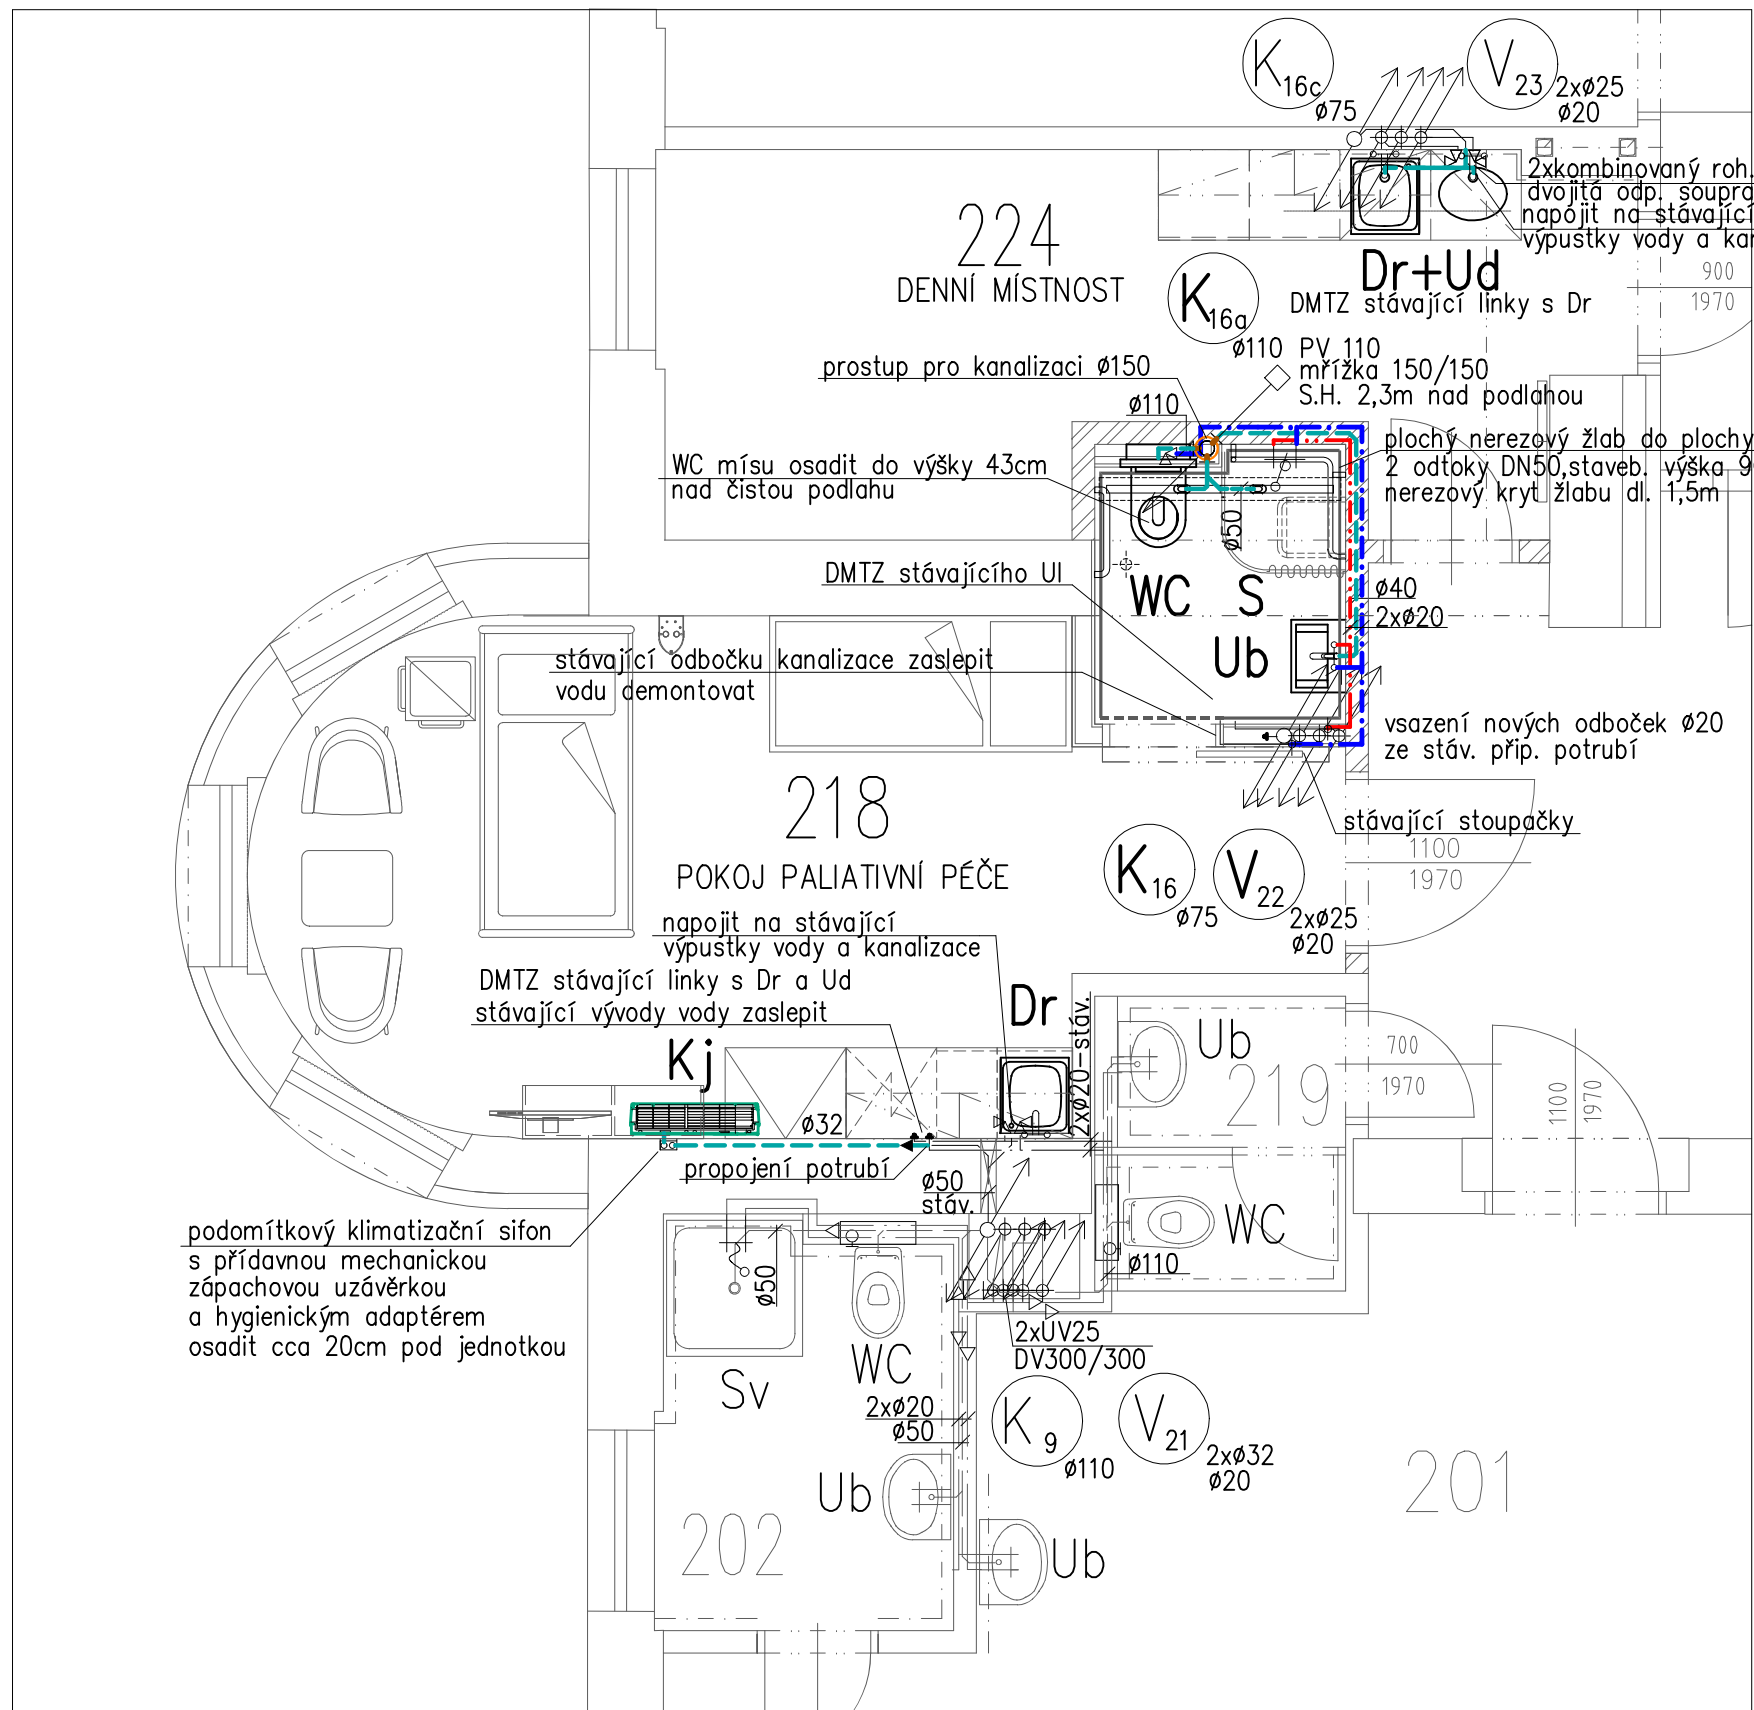 K16c
ø75
V23
2xø25
ø20
2xkombinovaný roh.
dvojitá odp.
napojit na stávající
výpustky vody a
224
DENNÍ MÍSTNOST
Dr+Ud
DMTZ stávající linky s Dr
900
1970
K16a
ø110
PV 110
mřížka 150/150
S.H. 2,3m nad podlahou
prostup pro kanalizaci ø150
ø110
plochý nerezový žlab do plochy
2 odtoky DN50,staveb. výška
nerezový kryt žlabu dl. 1,5m
WC mísu osadit do výšky 43cm
nad čistou podlahu
ø50
DMTZ stávajícího Ul
WC
S
Ub
ø40
2xø20
stávající odbočku kanalizace zaslepit
vodu demontovat
vsazení nových odboček ø20
ze stáv. přip. potrubí
218
POKOJ PALIATIVNÍ PÉČE
stávající stoupačky
1100
1970
K16
ø75
V22
2xø25
ø20
napojit na stávající
výpustky vody a kanalizace
DMTZ stávající linky s Dr a Ud
stávající vývody vody zaslepit
Dr
2xø20-stáv.
Kj
Ub
219
700
1970
1100
1970
ø32
propojení potrubí
ø50
stáv.
WC
ø110
podomítkový klimatizační sifon
s přídavnou mechanickou
zápachovou uzávěrkou
a hygienickým adaptérem
osadit cca 20cm pod jednotkou
ø50
2xUV25
DV300/300
WC
Sv
2xø20
ø50
K9
ø110
V21
2xø32
ø20
201
Ub
202
Ub